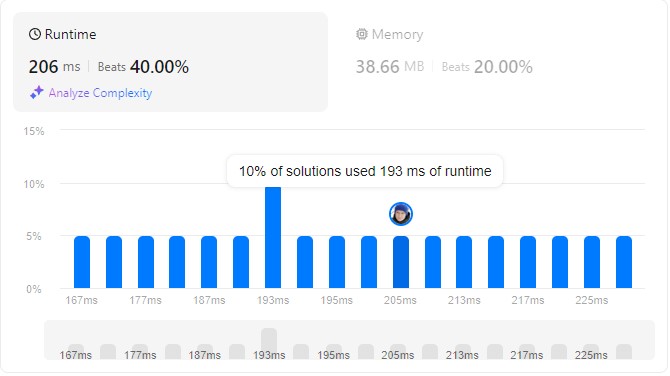 Runtime
206 ms Beats 40.00%
Analyze Complexity
Memory
38.66 MB Beats 20.00%
15%
10%
5%
0%
10% of solutions used 193 ms of runtime
167ms 177ms 187ms 193ms 195ms 205ms 213ms 217ms 225ms
167ms 177ms 187ms 193ms 195ms 205ms 213ms 217ms 225ms